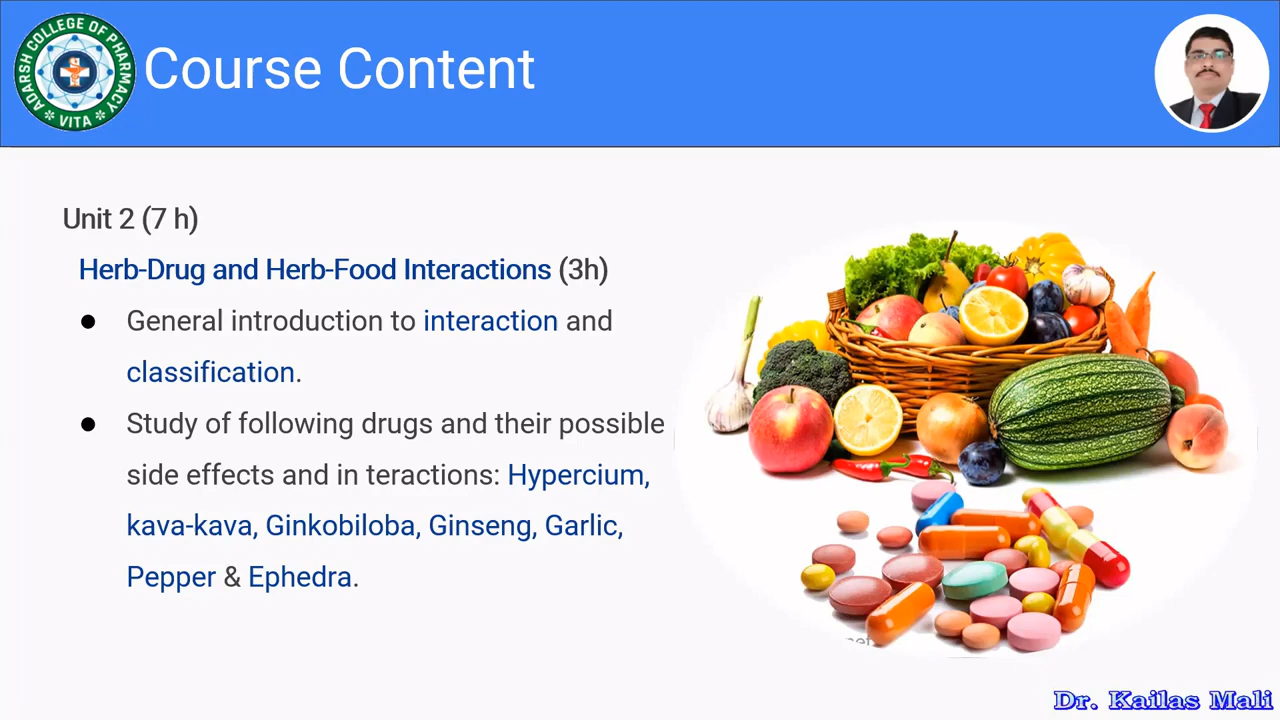 ADARSH COLLEGE OF PHARMACY
VITA
Course Content
Unit 2 (7 h)
Herb-Drug and Herb-Food Interactions (3h)
● General introduction to interaction and
classification.
● Study of following drugs and their possible
side effects and in teractions: Hypercium,
kava-kava, Ginkobiloba, Ginseng, Garlic,
Pepper & Ephedra.
Dr. Kailas Mali